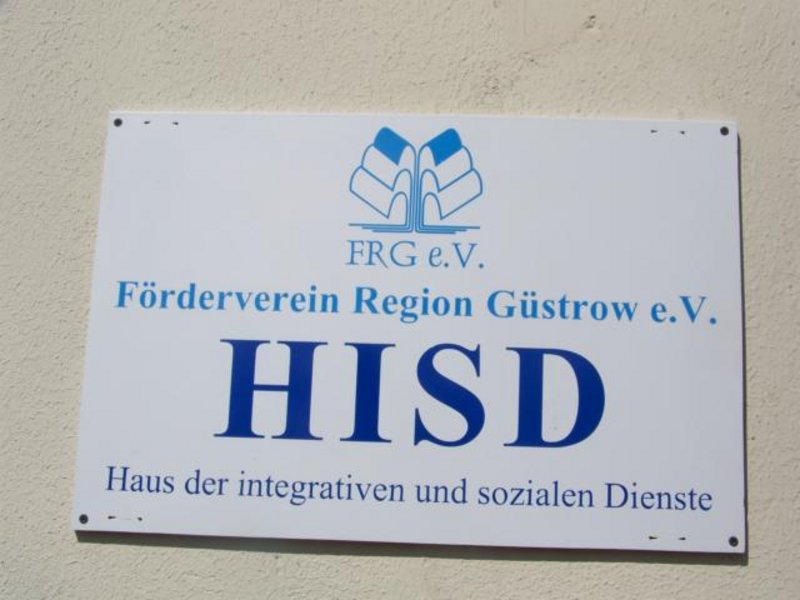 FRG e.V.
Förderverein Region Güstrow e.V.
HISD
Haus der integrativen und sozialen Dienste